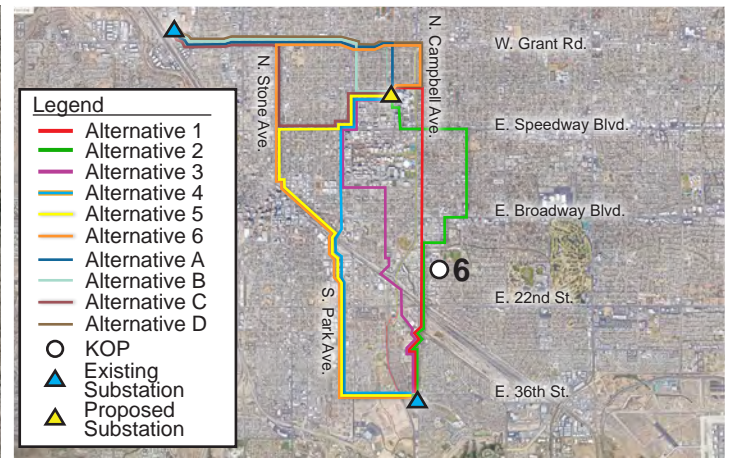 W. Grant Rd.
N. Campbell Ave.
N. Stone Ave.
E. Speedway Blvd.
E. Broadway Blvd.
6
E. 22nd St.
S. Park Ave.
E. 36th St.
Legend
Alternative 1
Alternative 2
Alternative 3
Alternative 4
Alternative 5
Alternative 6
Alternative A
Alternative B
Alternative C
Alternative D
KOP
Existing
Substation
Proposed
Substation